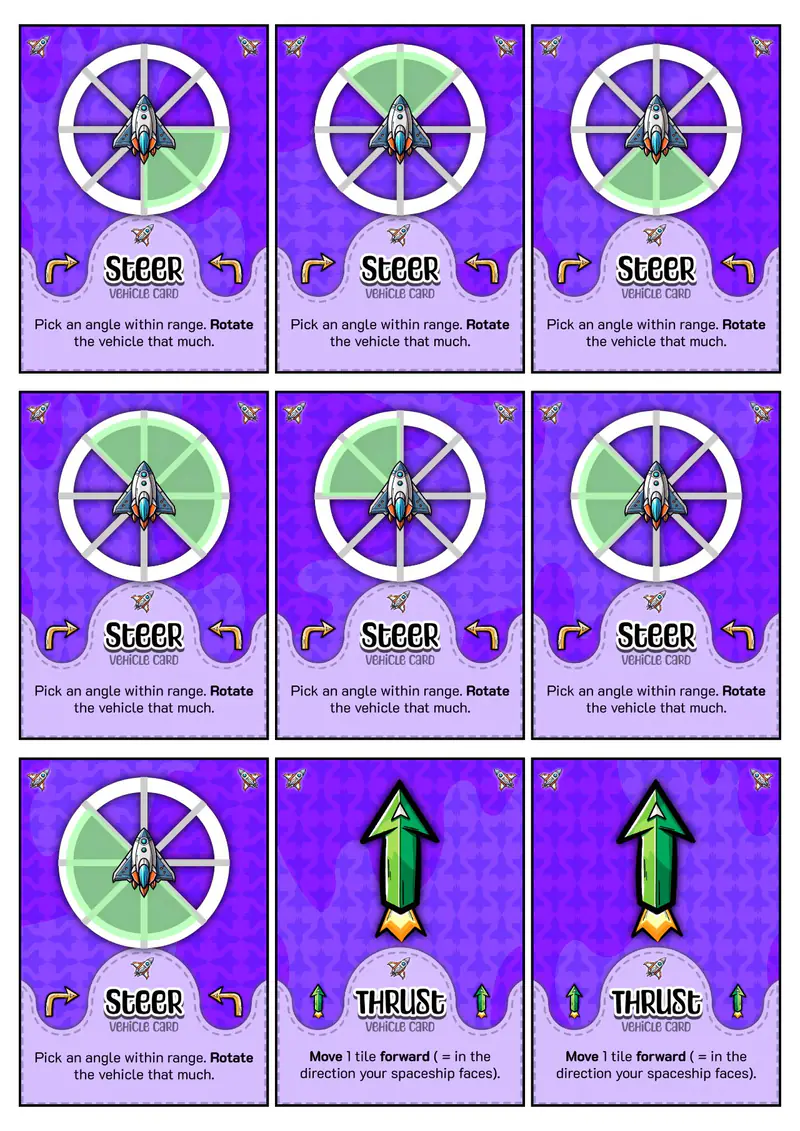 STEER
VEHICLE CARD
Pick an angle within range. Rotate
the vehicle that much.
STEER
VEHICLE CARD
Pick an angle within range. Rotate
the vehicle that much.
STEER
VEHICLE CARD
Pick an angle within range. Rotate
the vehicle that much.
STEER
VEHICLE CARD
Pick an angle within range. Rotate
the vehicle that much.
STEER
VEHICLE CARD
Pick an angle within range. Rotate
the vehicle that much.
STEER
VEHICLE CARD
Pick an angle within range. Rotate
the vehicle that much.
STEER
VEHICLE CARD
Pick an angle within range. Rotate
the vehicle that much.
THRUST
VEHICLE CARD
Move 1 tile forward ( = in the
direction your spaceship faces).
THRUST
VEHICLE CARD
Move 1 tile forward ( = in the
direction your spaceship faces).